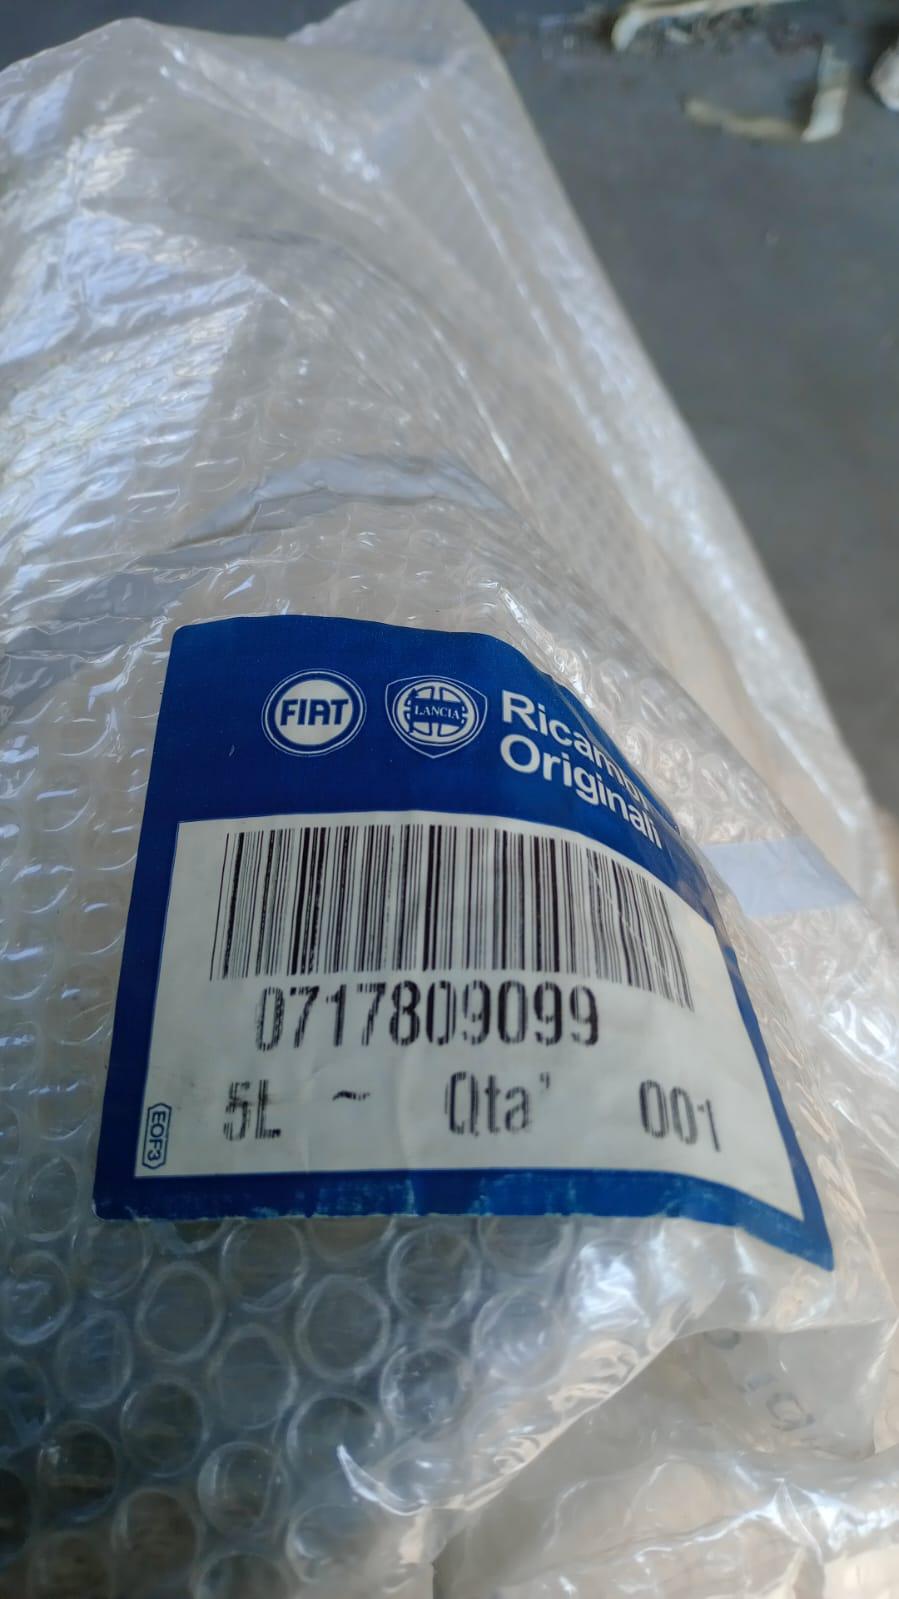 FIAT
LANCIA
Ricambi
Originali
0717809099
5L ~ Qta' 001
EOF3